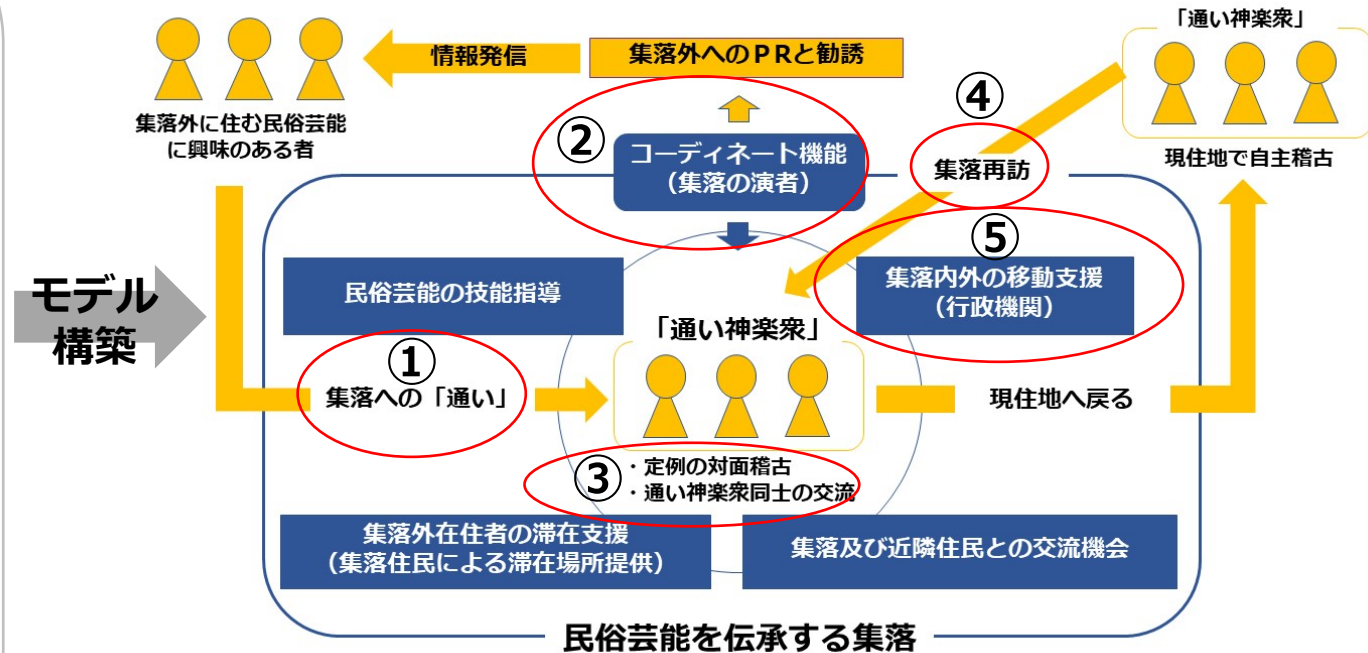 「通い神楽衆」
情報発信
集落外へのPRと勧誘
④
集落外に住む民俗芸能
に興味のある者
②
コーディネート機能
(集落の演者)
集落再訪
現住地で自主稽古
⑤
モデル
構築
民俗芸能の技能指導
集落内外の移動支援
(行政機関)
「通い神楽衆」
①
集落への「通い」
現住地へ戻る
③
・定例の対面稽古
・通い神楽衆同士の交流
集落外在住者の滞在支援
(集落住民による滞在場所提供)
集落及び近隣住民との交流機会
民俗芸能を伝承する集落